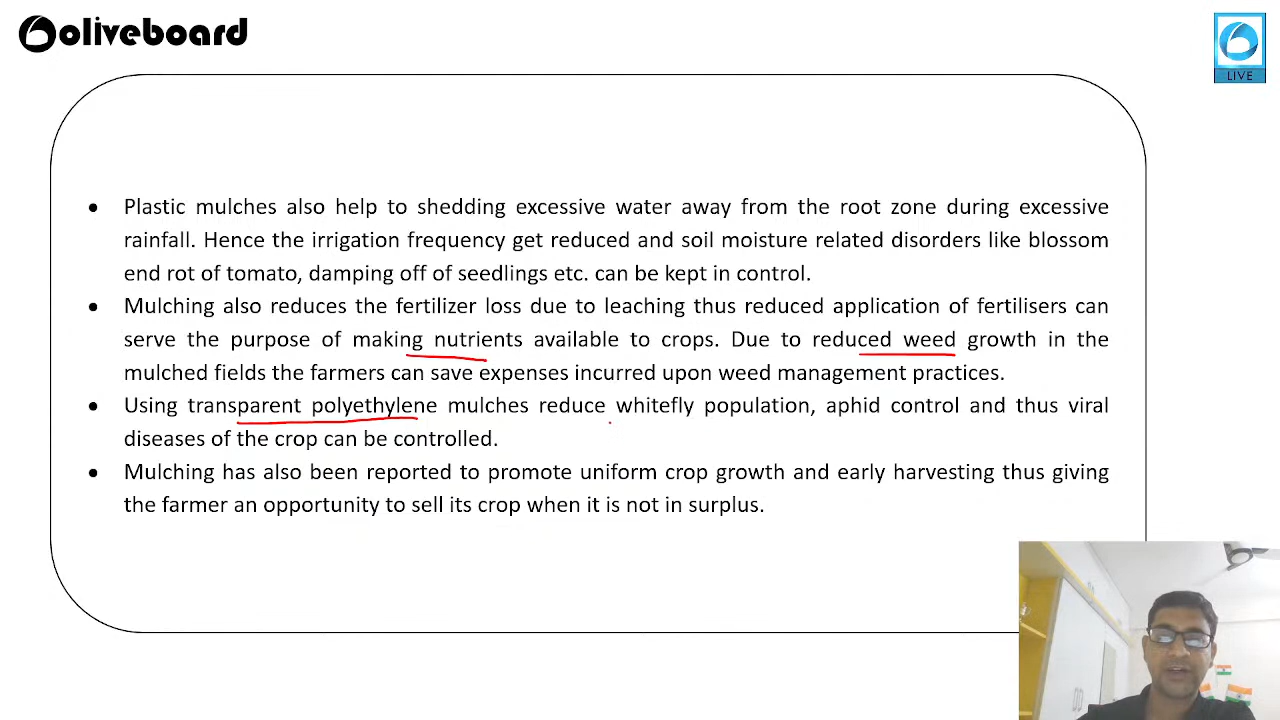 oliveboard
LIVE
Plastic mulches also help to shedding excessive water away from the root zone during excessive
rainfall. Hence the irrigation frequency get reduced and soil moisture related disorders like blossom
end rot of tomato, damping off of seedlings etc. can be kept in control.
Mulching also reduces the fertilizer loss due to leaching thus reduced application of fertilisers can
serve the purpose of making nutrients available to crops. Due to reduced weed growth in the
mulched fields the farmers can save expenses incurred upon weed management practices.
Using transparent polyethylene mulches reduce whitefly population, aphid control and thus viral
diseases of the crop can be controlled.
Mulching has also been reported to promote uniform crop growth and early harvesting thus giving
the farmer an opportunity to sell its crop when it is not in surplus.